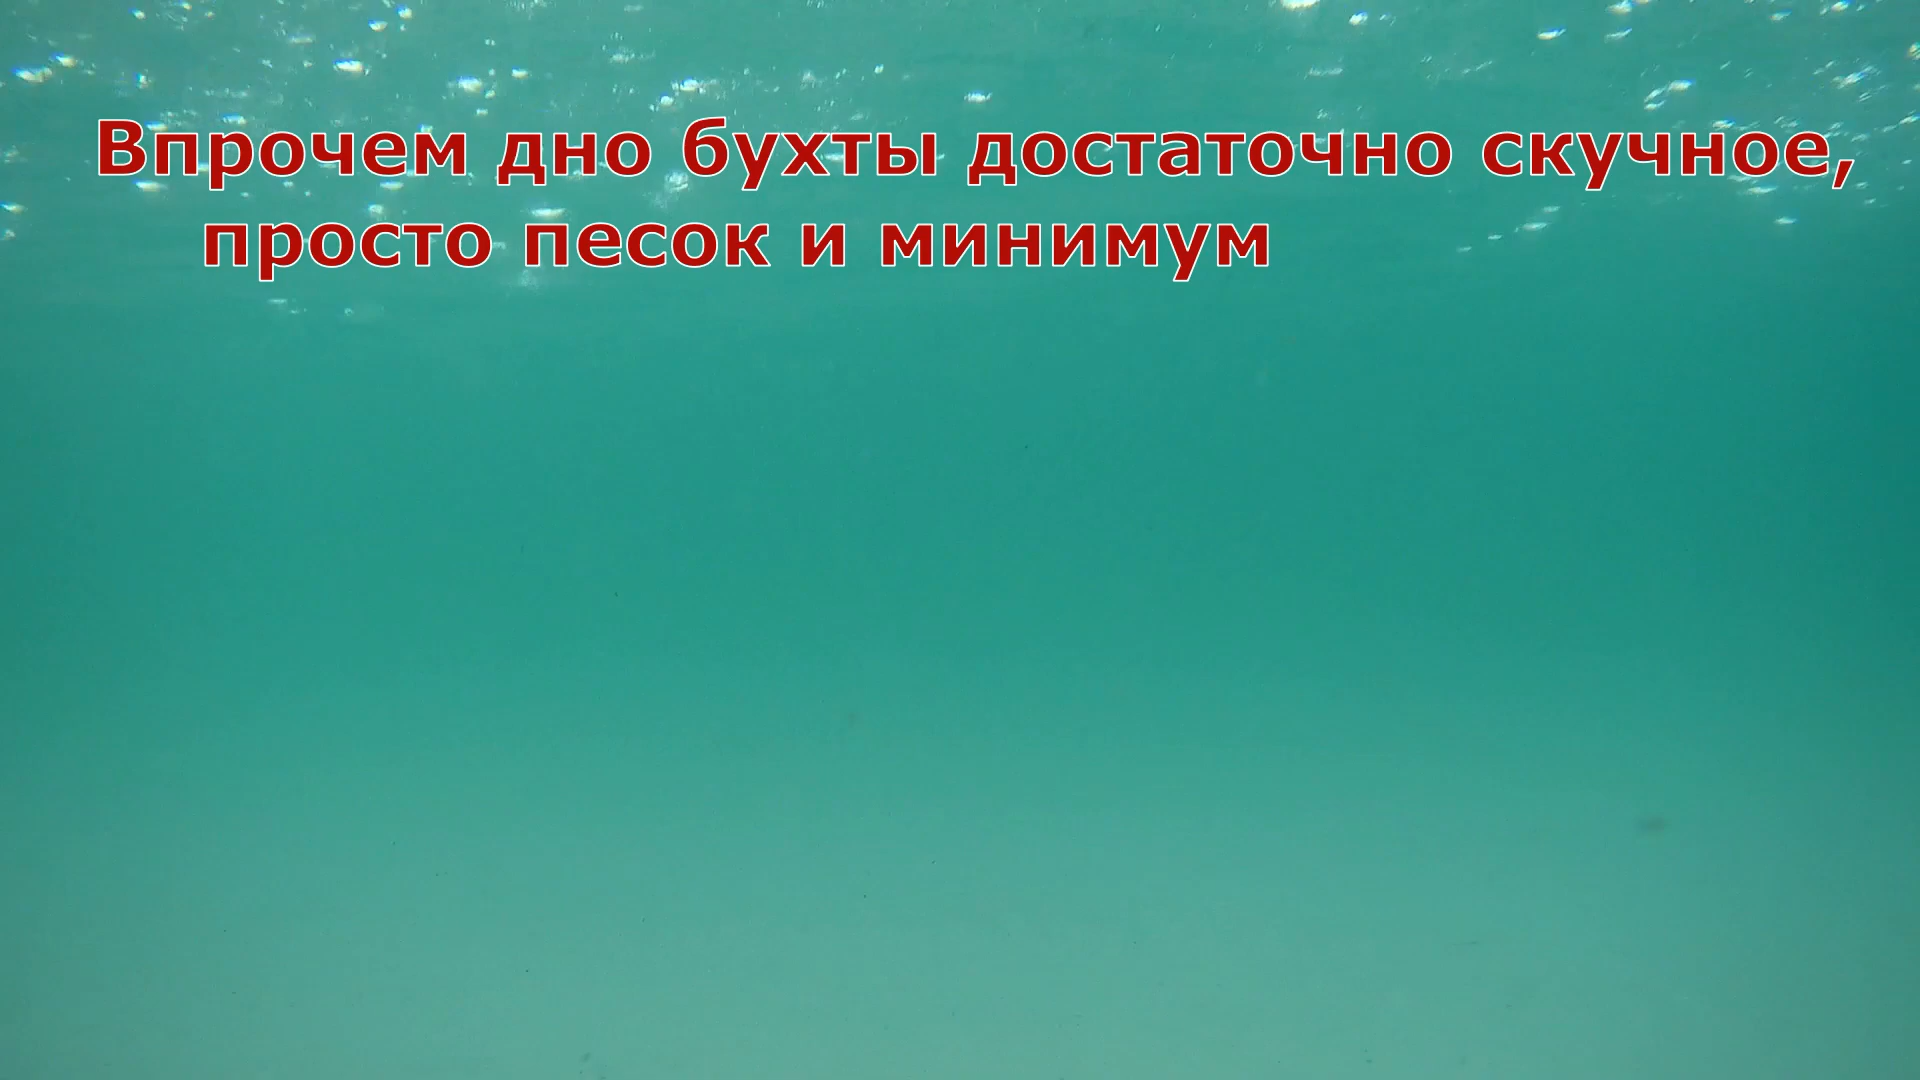 Впрочем дно бухты достаточно скучное,
просто песок и минимум